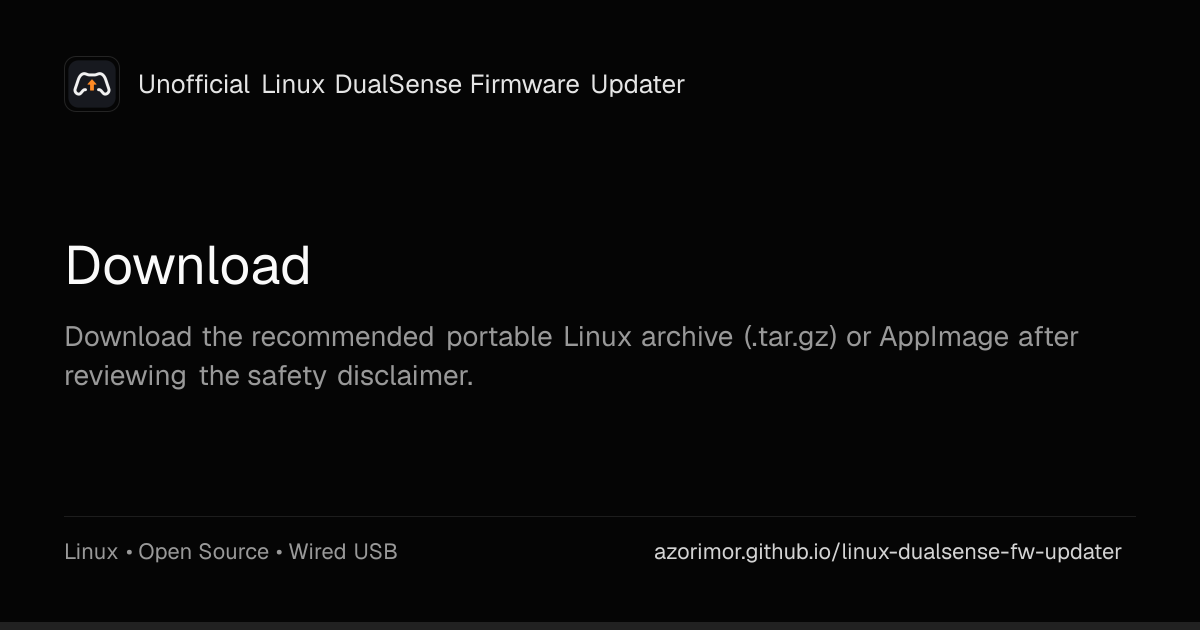 Unofficial Linux DualSense Firmware Updater
Download
Download the recommended portable Linux archive (.tar.gz) or AppImage after
reviewing the safety disclaimer.
Linux • Open Source • Wired USB
azorimor.github.io/linux-dualsense-fw-updater